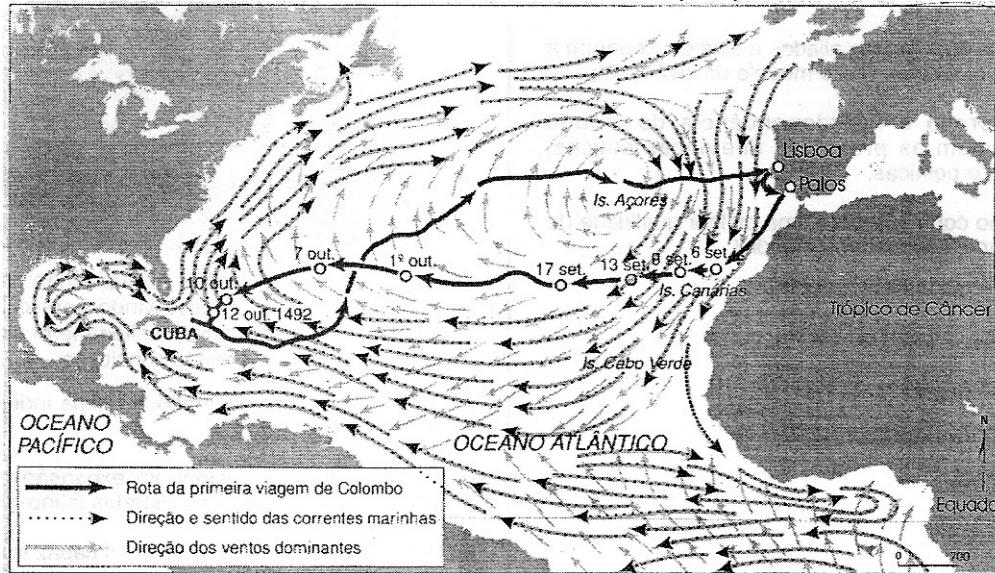 Lisboa
Palos
Is. Açores
7 out.
1º out.
17 set.
13 set.
9 set.
6 set.
Is. Canárias
10 out.
12 out. 1492
CUBA
Trópico de Câncer
Is. Cabo Verde
OCEANO
PACÍFICO
OCEANO ATLÂNTICO
N
Equado
0 700
Rota da primeira viagem de Colombo
Direção e sentido das correntes marinhas
Direção dos ventos dominantes